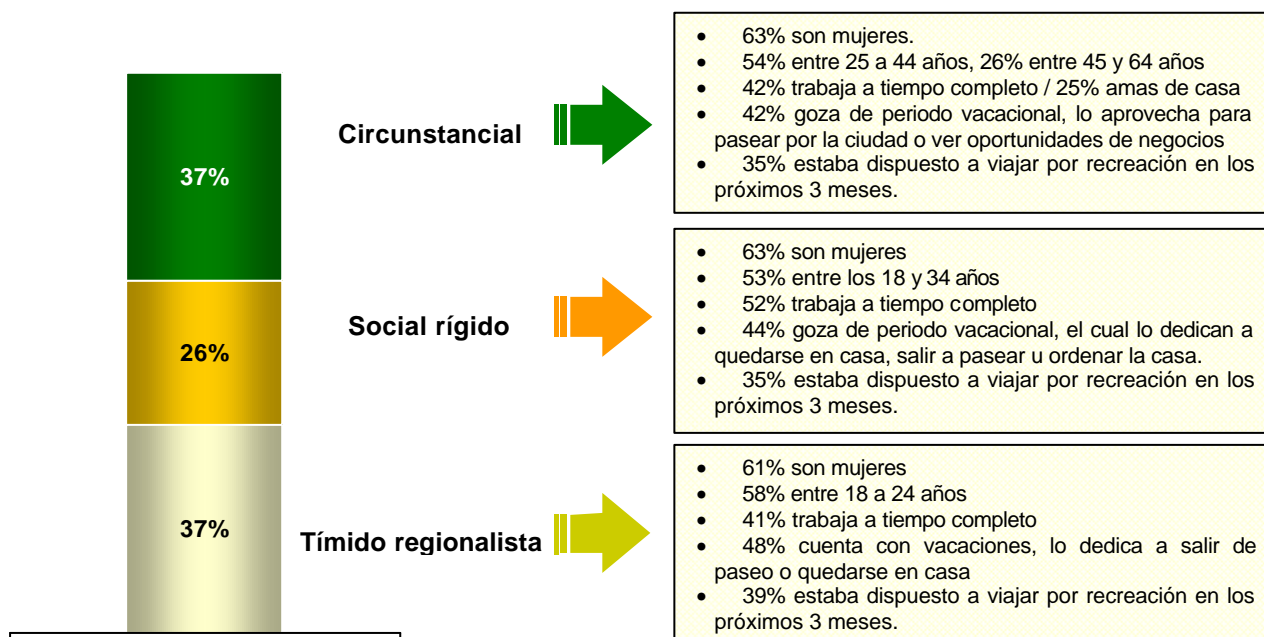 37%
Circunstancial
• 63% son mujeres.
• 54% entre 25 a 44 años, 26% entre 45 y 64 años
• 42% trabaja a tiempo completo / 25% amas de casa
• 42% goza de periodo vacacional, lo aprovecha para
pasear por la ciudad o ver oportunidades de negocios
• 35% estaba dispuesto a viajar por recreación en los
próximos 3 meses.
26%
Social rígido
• 63% son mujeres
• 53% entre los 18 y 34 años
• 52% trabaja a tiempo completo
• 44% goza de periodo vacacional, el cual lo dedican a
quedarse en casa, salir a pasear u ordenar la casa.
• 35% estaba dispuesto a viajar por recreación en los
próximos 3 meses.
37%
Tímido regionalista
• 61% son mujeres
• 58% entre 18 a 24 años
• 41% trabaja a tiempo completo
• 48% cuenta con vacaciones, lo dedica a salir de
paseo o quedarse en casa
• 39% estaba dispuesto a viajar por recreación en los
próximos 3 meses.